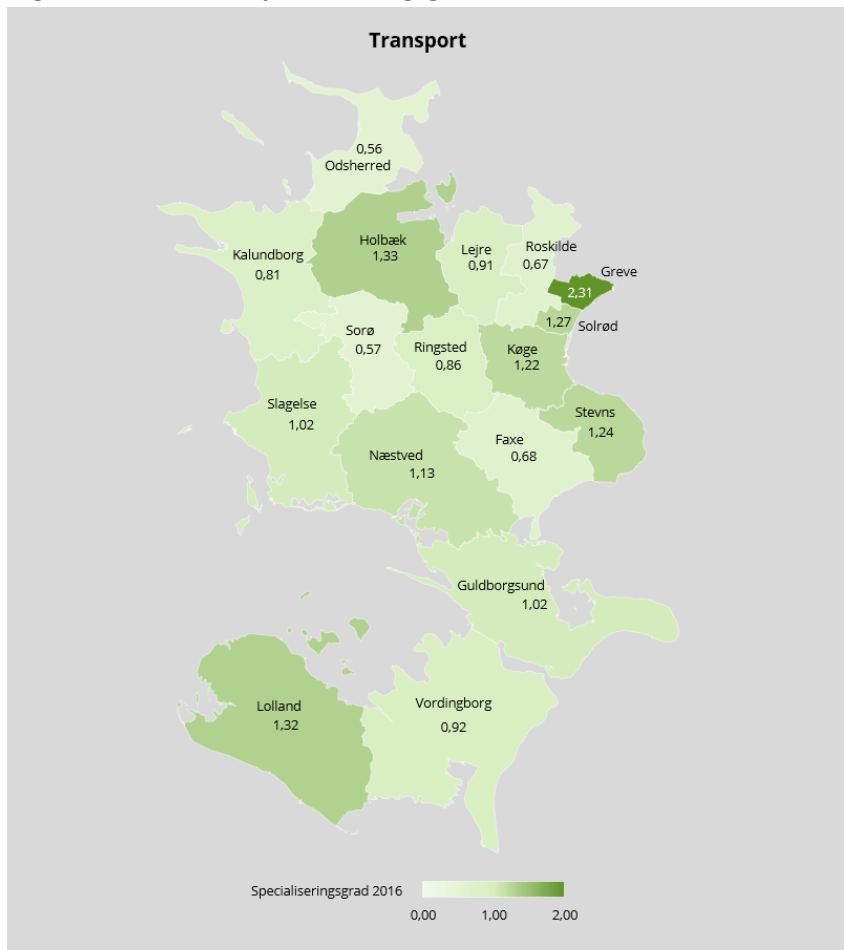 Transport
0,56
Odsherred
Holbæk
1,33
Kalundborg
0,81
Lejre
0,91
Roskilde
0,67
Greve
2,31
1,27
Solrød
Sorø
0,57
Ringsted
0,86
Køge
1,22
Slagelse
1,02
Stevns
1,24
Næstved
1,13
Faxe
0,68
Guldborgsund
1,02
Lolland
1,32
Vordingborg
0,92
Specialiseringsgrad 2016
0,00 1,00 2,00